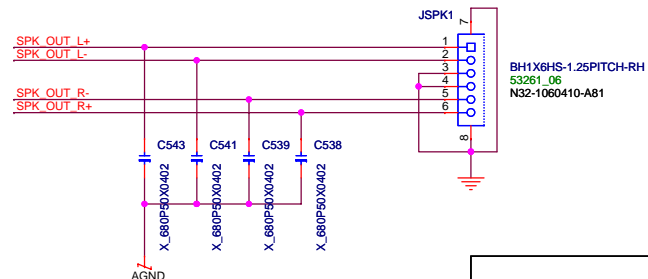 JSPK1
7
SPK_OUT_L+
1
SPK_OUT_L-
2
3
4
SPK_OUT_R-
5
SPK_OUT_R+
6
BH1X6HS-1.25PITCH-RH
53261_06
N32-1060410-A81
8
C543
C541
C539
C538
X_680P50X0402
X_680P50X0402
X_680P50X0402
X_680P50X0402
AGND